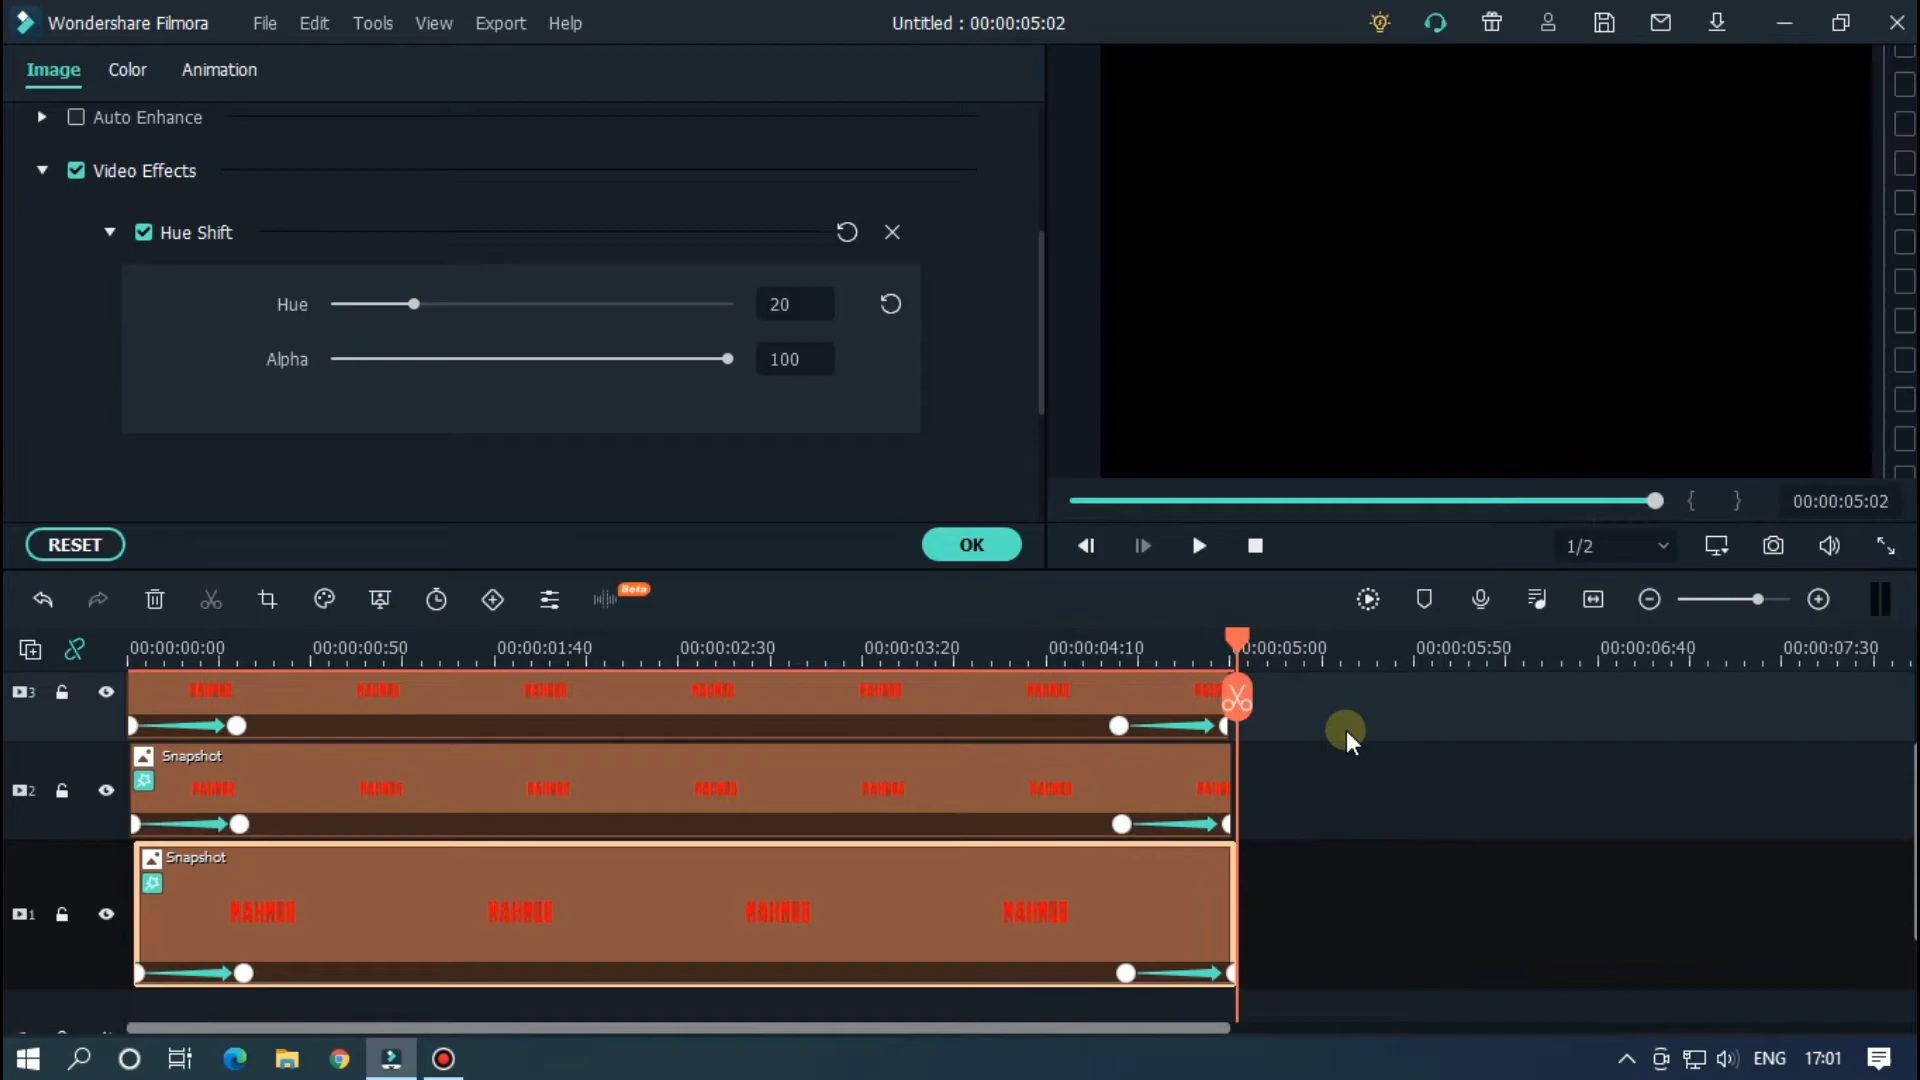 Wondershare Filmora File Edit Tools View Export Help Untitled : 00:00:05:02
Image Color Animation
Auto Enhance
Video Effects
Hue Shift
Hue 20
Alpha 100
RESET OK
00:00:05:02
1/2
Beta
00:00:00:00 00:00:00:50 00:00:01:40 00:00:02:30 00:00:03:20 00:00:04:10 00:00:05:00 00:00:05:50 00:00:06:40 00:00:07:30
3
Snapshot
2
Snapshot
1
ENG 17:01